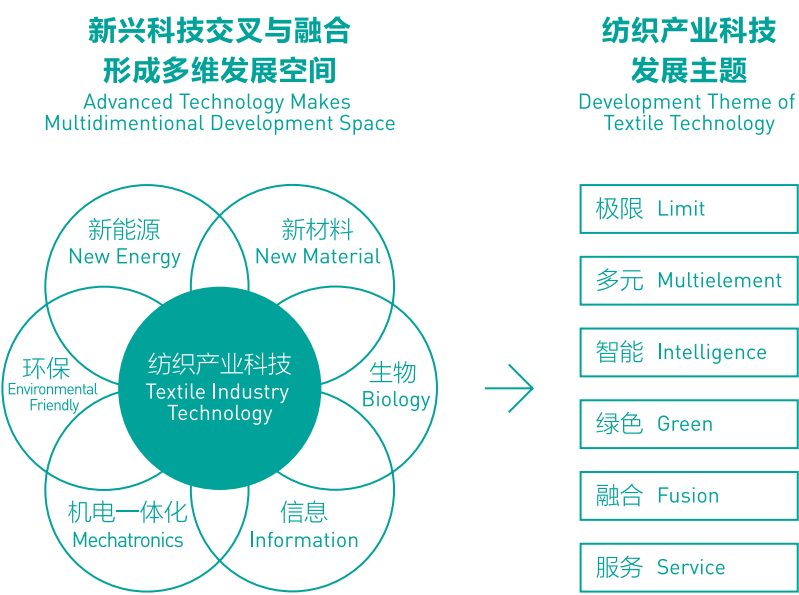 新兴科技交叉与融合
形成多维发展空间
Advanced Technology Makes
Multidimentional Development Space
纺织产业科技
发展主题
Development Theme of
Textile Technology
新能源
New Energy
新材料
New Material
环保
Environmental
Friendly
纺织产业科技
Textile Industry
Technology
生物
Biology
机电一体化
Mechatronics
信息
Information
极限 Limit
多元 Multielement
智能 Intelligence
绿色 Green
融合 Fusion
服务 Service